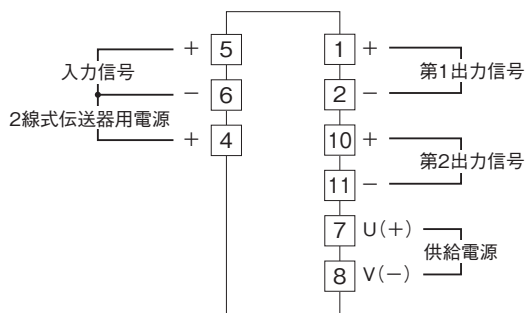 入力信号
2線式伝送器用電源
+ 5
− 6
+ 4
1 +
2 −
第1出力信号
10 +
11 −
第2出力信号
7 U(+)
8 V(−)
供給電源